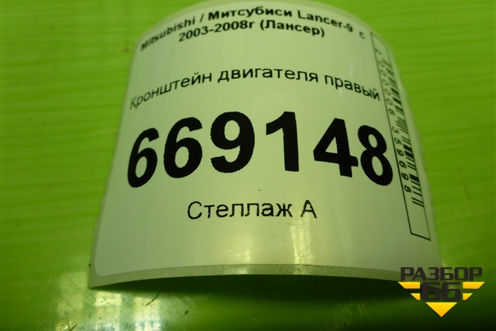 Mitsubishi / Митсубиси Lancer-9 с
2003-2008г (Лансер)
Кронштейн двигателя правый
669148
Стеллаж А
РАЗБОР
66